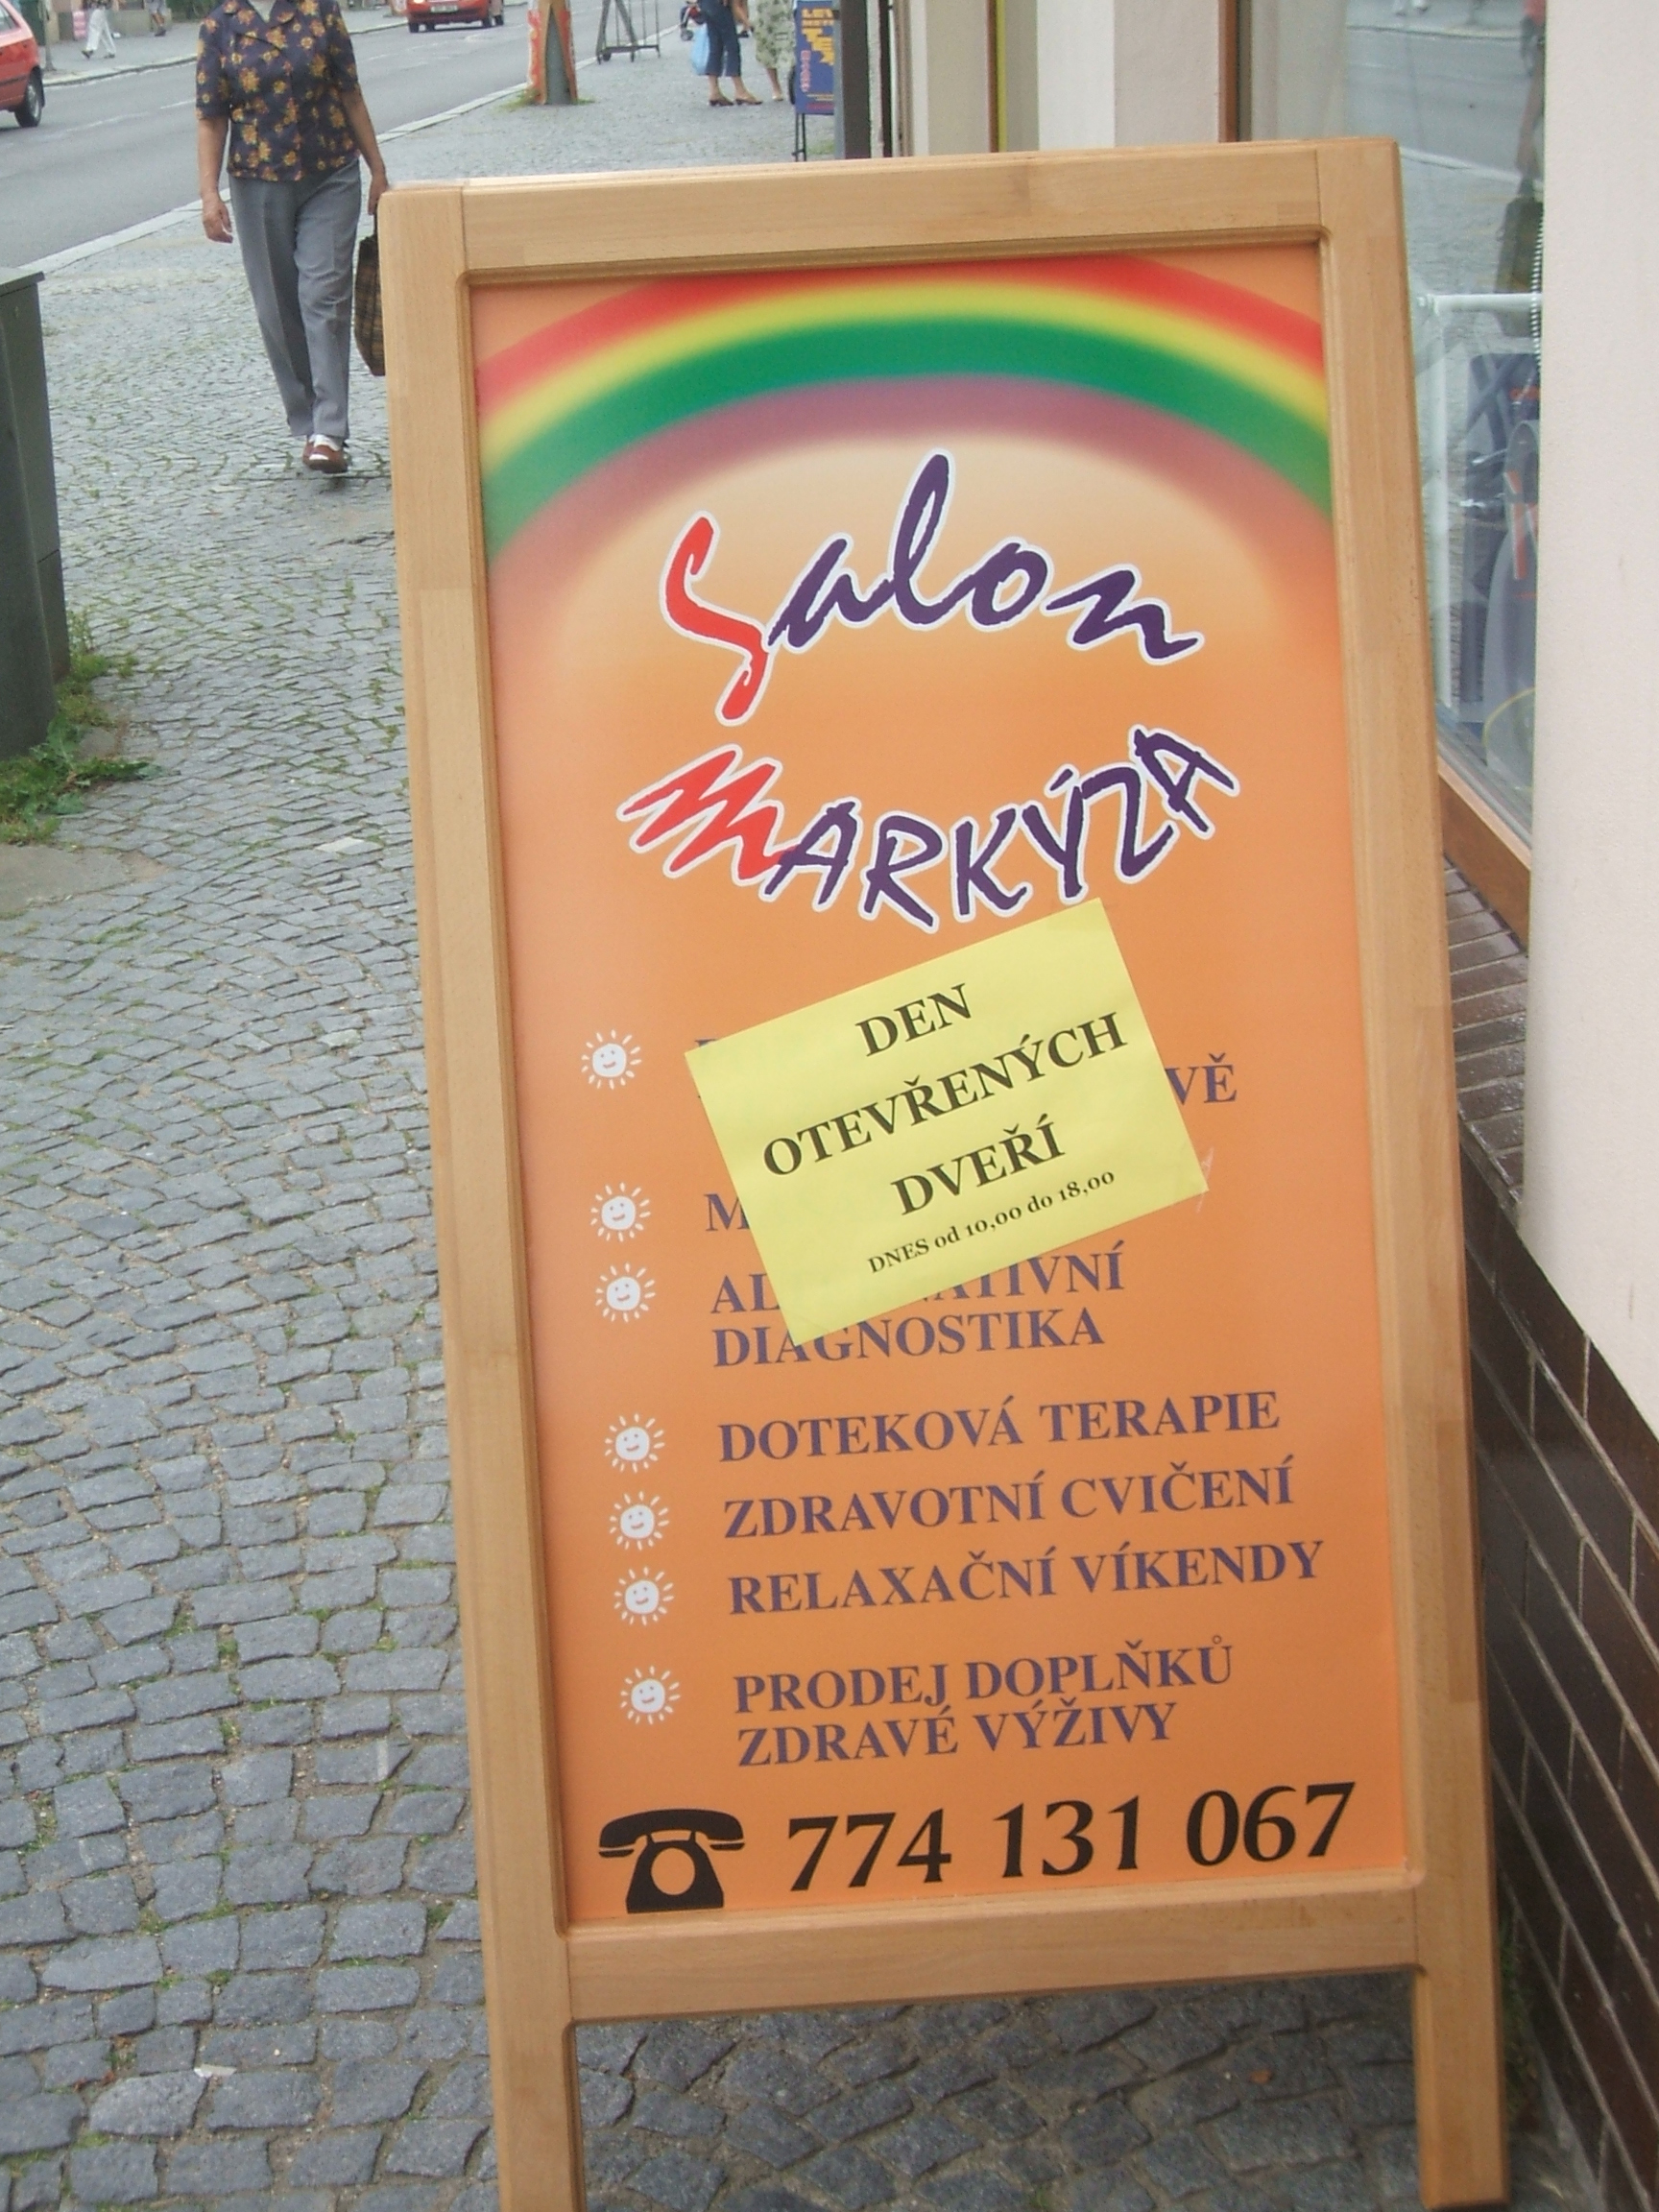 Salon
MARKÝZA
DEN
OTEVŘENÝCH
DVEŘÍ
DNES od 10,00 do 18,00
DIAGNOSTIKA
DOTEKOVÁ TERAPIE
ZDRAVOTNÍ CVIČENÍ
RELAXAČNÍ VÍKENDY
PRODEJ DOPLŇKŮ
ZDRAVÉ VÝŽIVY
774 131 067